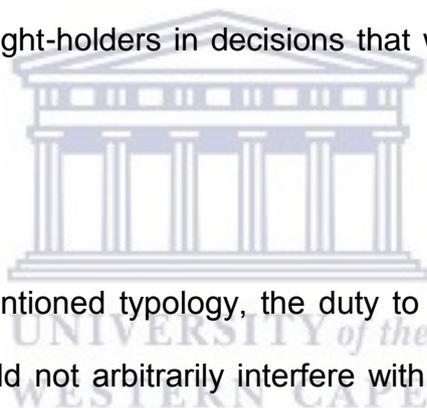 ght-holders in decisions that
ntioned typology, the duty to
UNIVERSITY of the
ld not arbitrarily interfere with
WESTERN CAPE